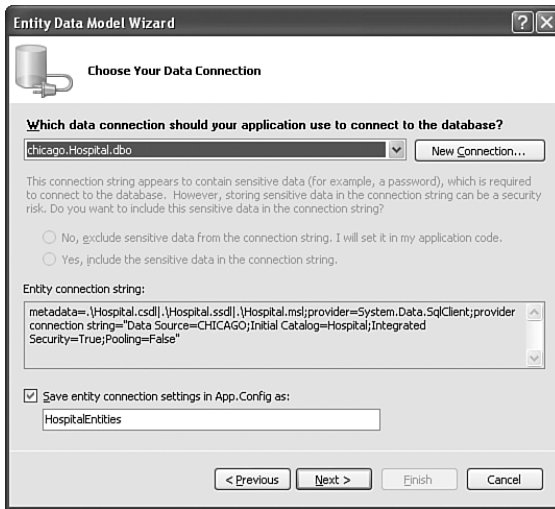 Entity Data Model Wizard
Choose Your Data Connection
Which data connection should your application use to connect to the database?
chicago.Hospital.dbo
New Connection...
This connection string appears to contain sensitive data (for example, a password), which is required
to connect to the database. However, storing sensitive data in the connection string can be a security
risk. Do you want to include this sensitive data in the connection string?
No, exclude sensitive data from the connection string. I will set it in my application code.
Yes, include the sensitive data in the connection string.
Entity connection string:
metadata=.\Hospital.csdl|.\Hospital.ssdl|.\Hospital.msl;provider=System.Data.SqlClient;provider
connection string="Data Source=CHICAGO;Initial Catalog=Hospital;Integrated
Security=True;Pooling=False"
Save entity connection settings in App.Config as:
HospitalEntities
< Previous
Next >
Finish
Cancel